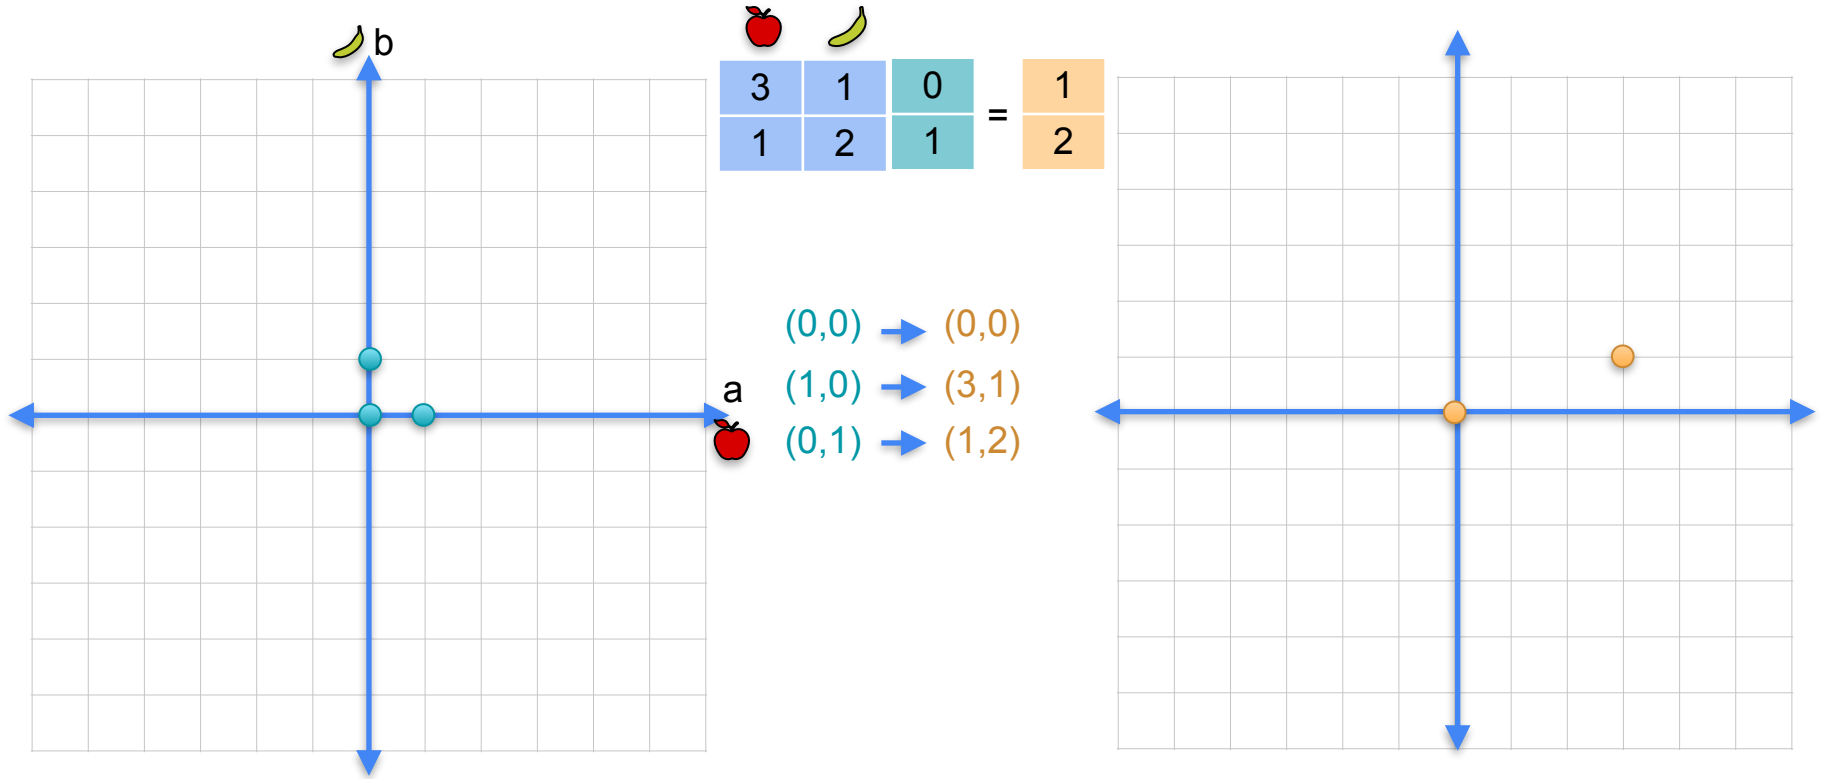 b
3 1 0 = 1
1 2 1 2
(0,0) (0,0)
a
(1,0) (3,1)
(0,1) (1,2)